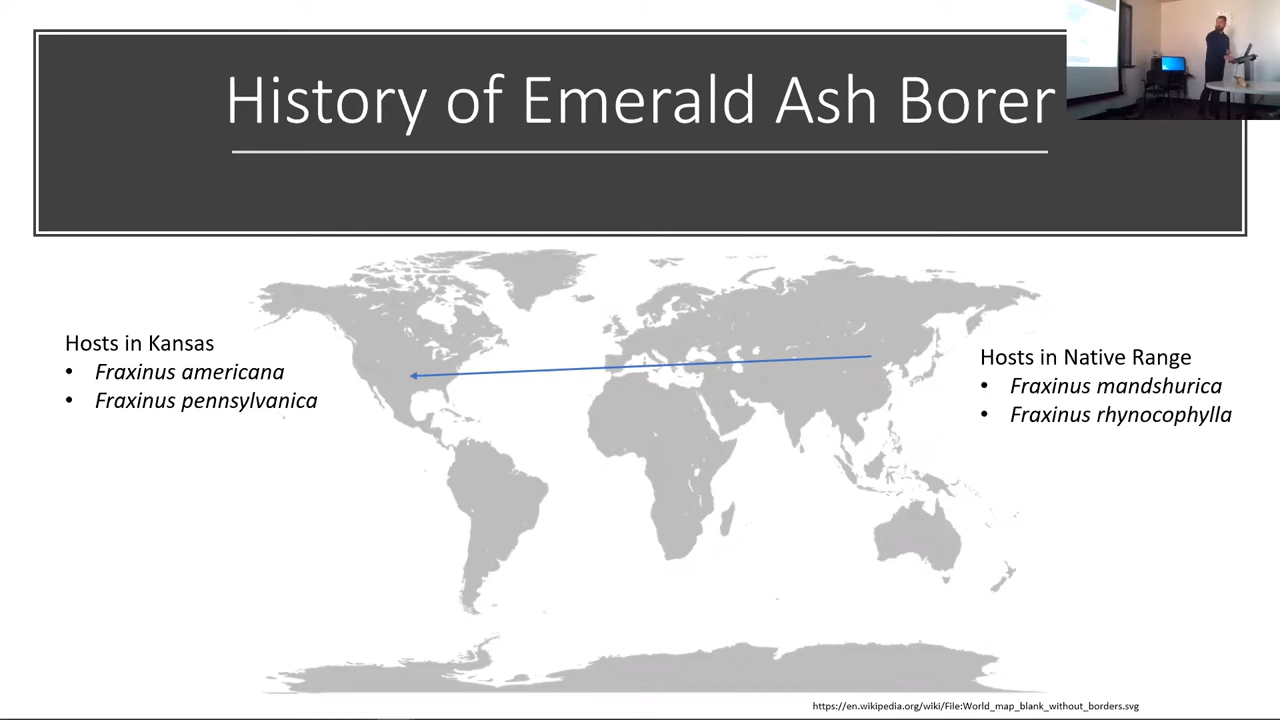 History of Emerald Ash Borer
Hosts in Kansas
• Fraxinus americana
• Fraxinus pennsylvanica
Hosts in Native Range
• Fraxinus mandshurica
• Fraxinus rhynocophylla
https://en.wikipedia.org/wiki/File:World_map_blank_without_borders.svg